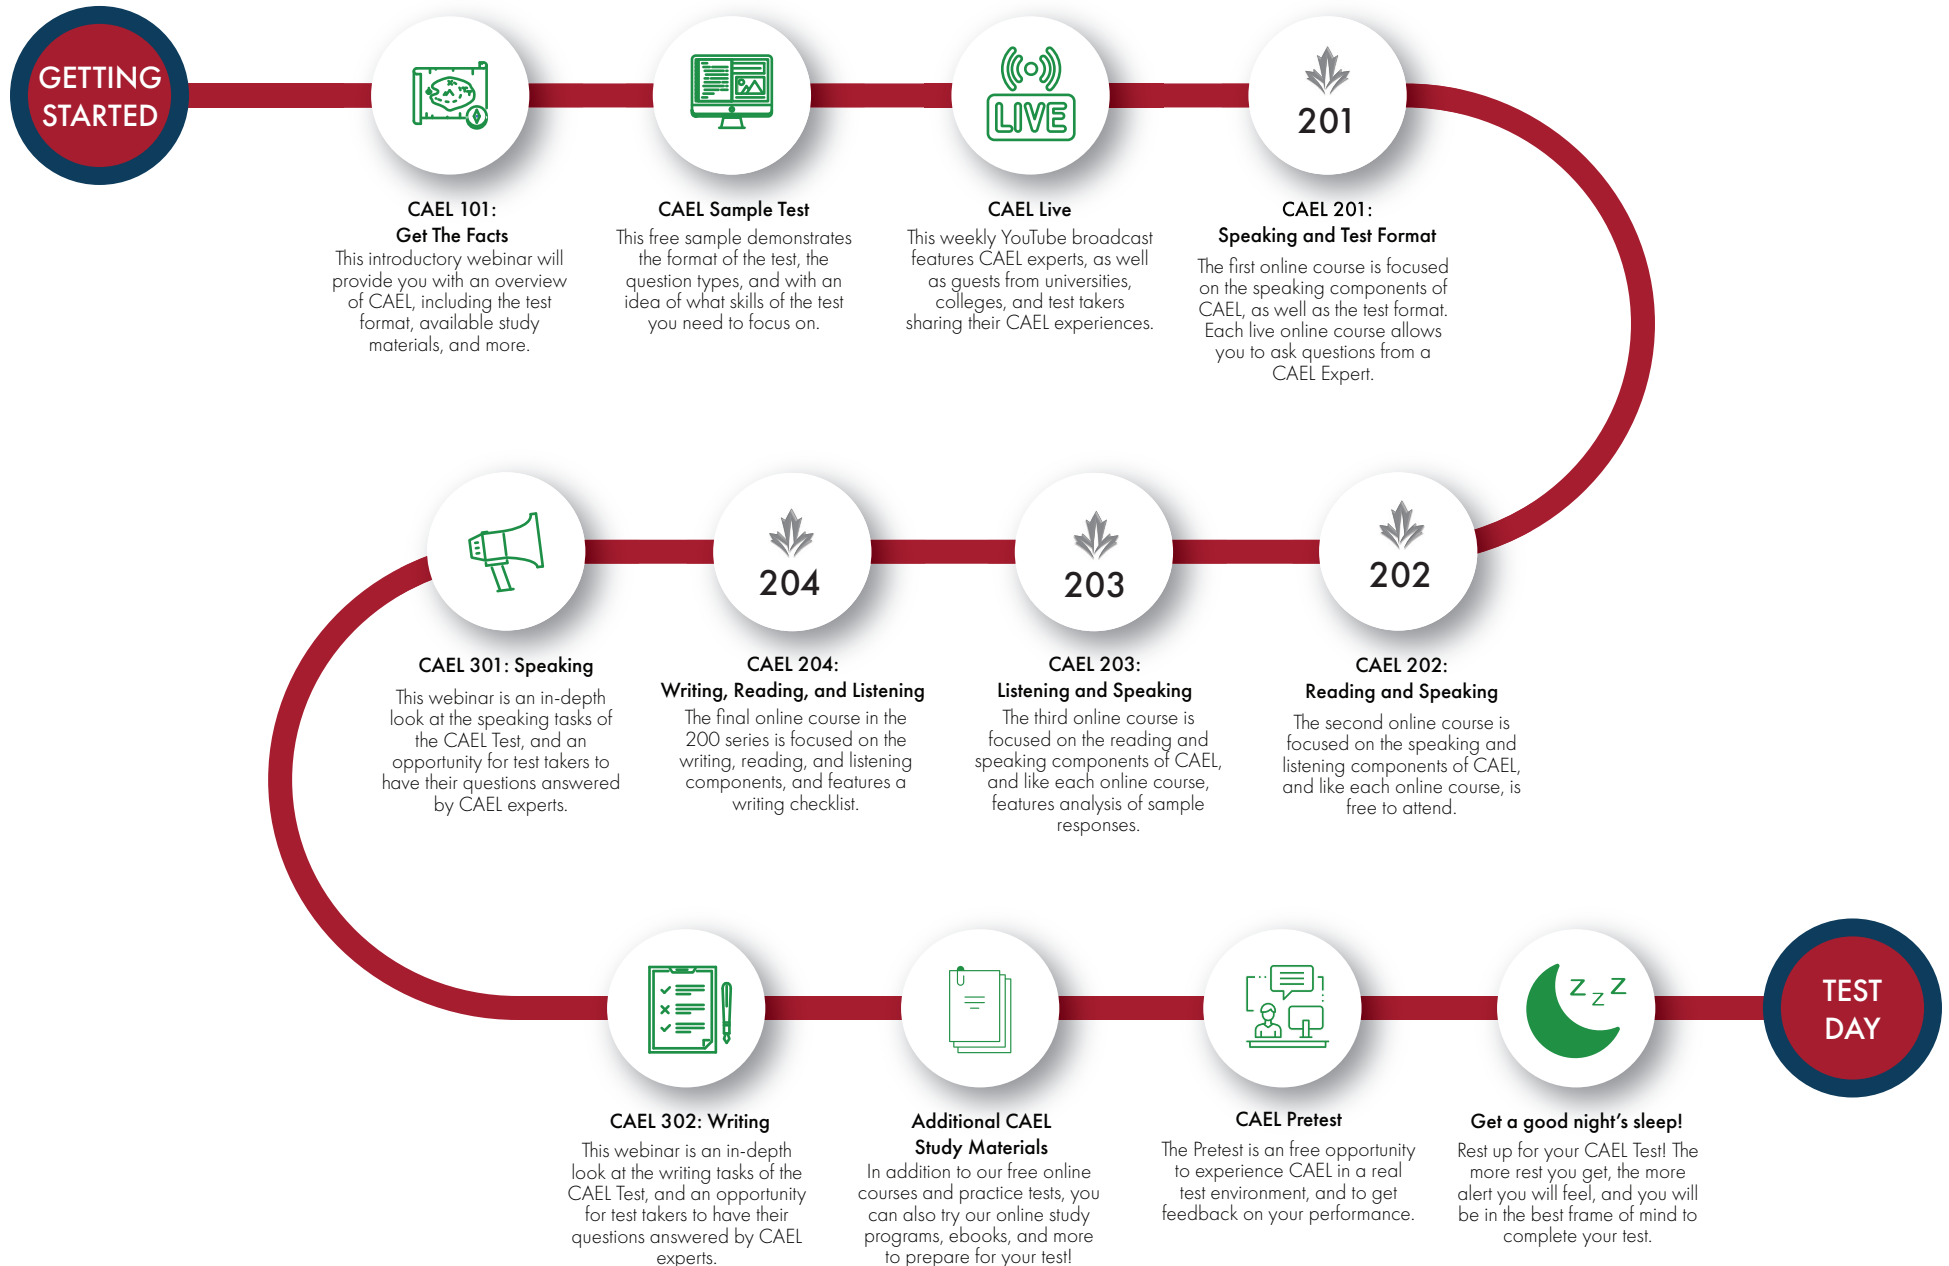 GETTING
STARTED
LIVE
201
CAEL 101:
Get The Facts
This introductory webinar will
provide you with an overview
of CAEL, including the test
format, available study
materials, and more.
CAEL Sample Test
This free sample demonstrates
the format of the test, the
question types, and with an
idea of what skills of the test
you need to focus on.
CAEL Live
This weekly YouTube broadcast
features CAEL experts, as well
as guests from universities,
colleges, and test takers
sharing their CAEL experiences.
CAEL 201:
Speaking and Test Format
The first online course is focused
on the speaking components of
CAEL, as well as the test format.
Each live online course allows
you to ask questions from a
CAEL Expert.
202
CAEL 202:
Reading and Speaking
The second online course is
focused on the speaking and
listening components of CAEL,
and like each online course, is
free to attend.
203
CAEL 203:
Listening and Speaking
The third online course is
focused on the reading and
speaking components of CAEL,
and like each online course,
features analysis of sample
responses.
204
CAEL 204:
Writing, Reading, and Listening
The final online course in the
200 series is focused on the
writing, reading, and listening
components, and features a
writing checklist.
CAEL 301: Speaking
This webinar is an in-depth
look at the speaking tasks of
the CAEL Test, and an
opportunity for test takers to
have their questions answered
by CAEL experts.
CAEL 302: Writing
This webinar is an in-depth
look at the writing tasks of the
CAEL Test, and an opportunity
for test takers to have their
questions answered by CAEL
experts.
Additional CAEL
Study Materials
In addition to our free online
courses and practice tests, you
can also try our online study
programs, ebooks, and more
to prepare for your test!
CAEL Pretest
The Pretest is an free opportunity
to experience CAEL in a real
test environment, and to get
feedback on your performance.
Z Z Z
Get a good night's sleep!
Rest up for your CAEL Test! The
more rest you get, the more
alert you will feel, and you will
be in the best frame of mind to
complete your test.
TEST
DAY